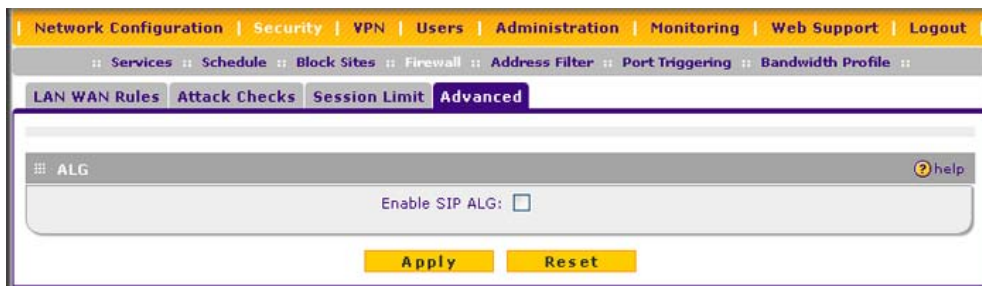 Network Configuration | Security | VPN | Users | Administration | Monitoring | Web Support | Logout
:: Services :: Schedule :: Block Sites :: Firewall :: Address Filter :: Port Triggering :: Bandwidth Profile ::
LAN WAN Rules Attack Checks Session Limit Advanced
ALG ? help
Enable SIP ALG:
Apply Reset